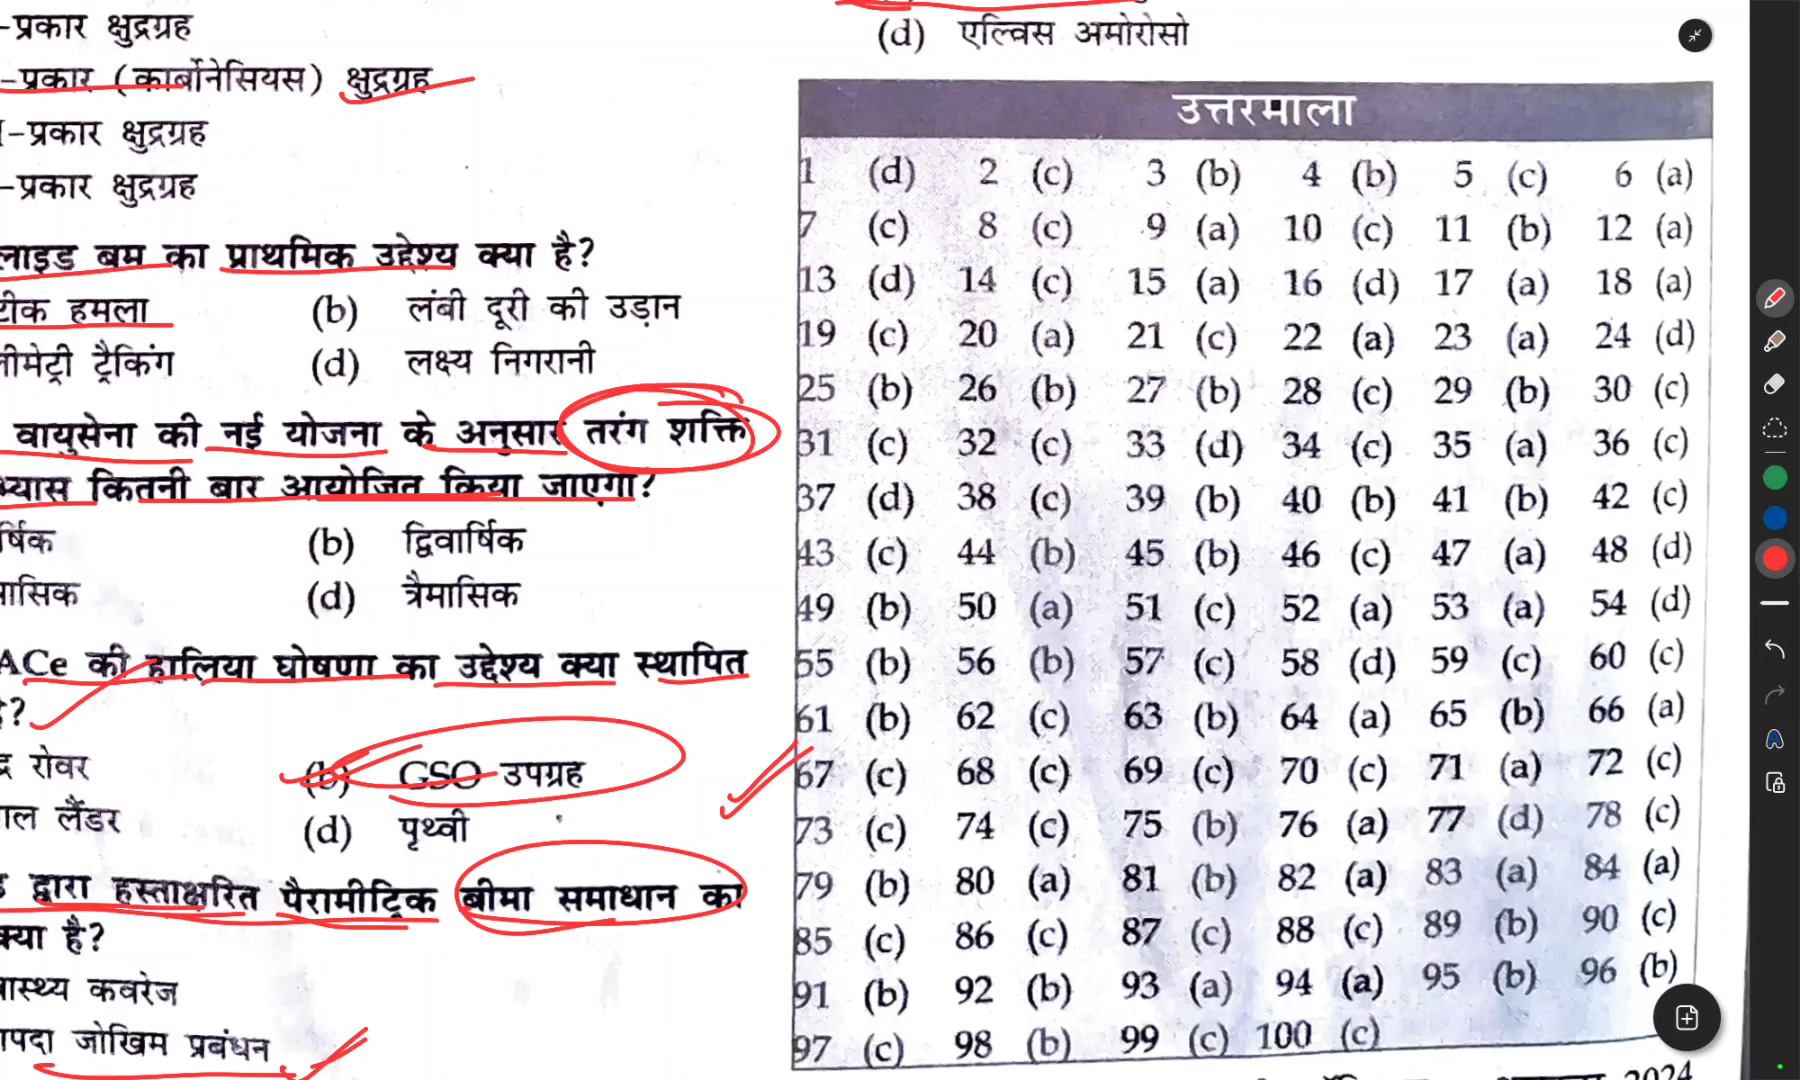 -प्रकार क्षुद्रग्रह
-प्रकार (कार्बोनेसियस) क्षुद्रग्रह
-प्रकार क्षुद्रग्रह
-प्रकार क्षुद्रग्रह
लाइड बम का प्राथमिक उद्देश्य क्या है?
टीक हमला (b) लंबी दूरी की उड़ान
लीमेट्री ट्रैकिंग (d) लक्ष्य निगरानी
वायुसेना की नई योजना के अनुसार तरंग शक्ति
भ्यास कितनी बार आयोजित किया जाएगा?
र्षिक (b) द्विवार्षिक
मासिक (d) त्रैमासिक
ACe की हालिया घोषणा का उद्देश्य क्या स्थापित
है?
द्र रोवर (b) GSO उपग्रह
गल लैंडर (d) पृथ्वी
द्वारा हस्ताक्षरित पैरामीट्रिक बीमा समाधान का
क्या है?
वास्थ्य कवरेज
ापदा जोखिम प्रबंधन
(d) एल्विस अमोरोसो
उत्तरमाला
1 (d) 2 (c) 3 (b) 4 (b) 5 (c) 6 (a)
7 (c) 8 (c) 9 (a) 10 (c) 11 (b) 12 (a)
13 (d) 14 (c) 15 (a) 16 (d) 17 (a) 18 (a)
19 (c) 20 (a) 21 (c) 22 (a) 23 (a) 24 (d)
25 (b) 26 (b) 27 (b) 28 (c) 29 (b) 30 (c)
31 (c) 32 (c) 33 (d) 34 (c) 35 (a) 36 (c)
37 (d) 38 (c) 39 (b) 40 (b) 41 (b) 42 (c)
43 (c) 44 (b) 45 (b) 46 (c) 47 (a) 48 (d)
49 (b) 50 (a) 51 (c) 52 (a) 53 (a) 54 (d)
55 (b) 56 (b) 57 (c) 58 (d) 59 (c) 60 (c)
61 (b) 62 (c) 63 (b) 64 (a) 65 (b) 66 (a)
67 (c) 68 (c) 69 (c) 70 (c) 71 (a) 72 (c)
73 (c) 74 (c) 75 (b) 76 (a) 77 (d) 78 (c)
79 (b) 80 (a) 81 (b) 82 (a) 83 (a) 84 (a)
85 (c) 86 (c) 87 (c) 88 (c) 89 (b) 90 (c)
91 (b) 92 (b) 93 (a) 94 (a) 95 (b) 96 (b)
97 (c) 98 (b) 99 (c) 100 (c)
2024